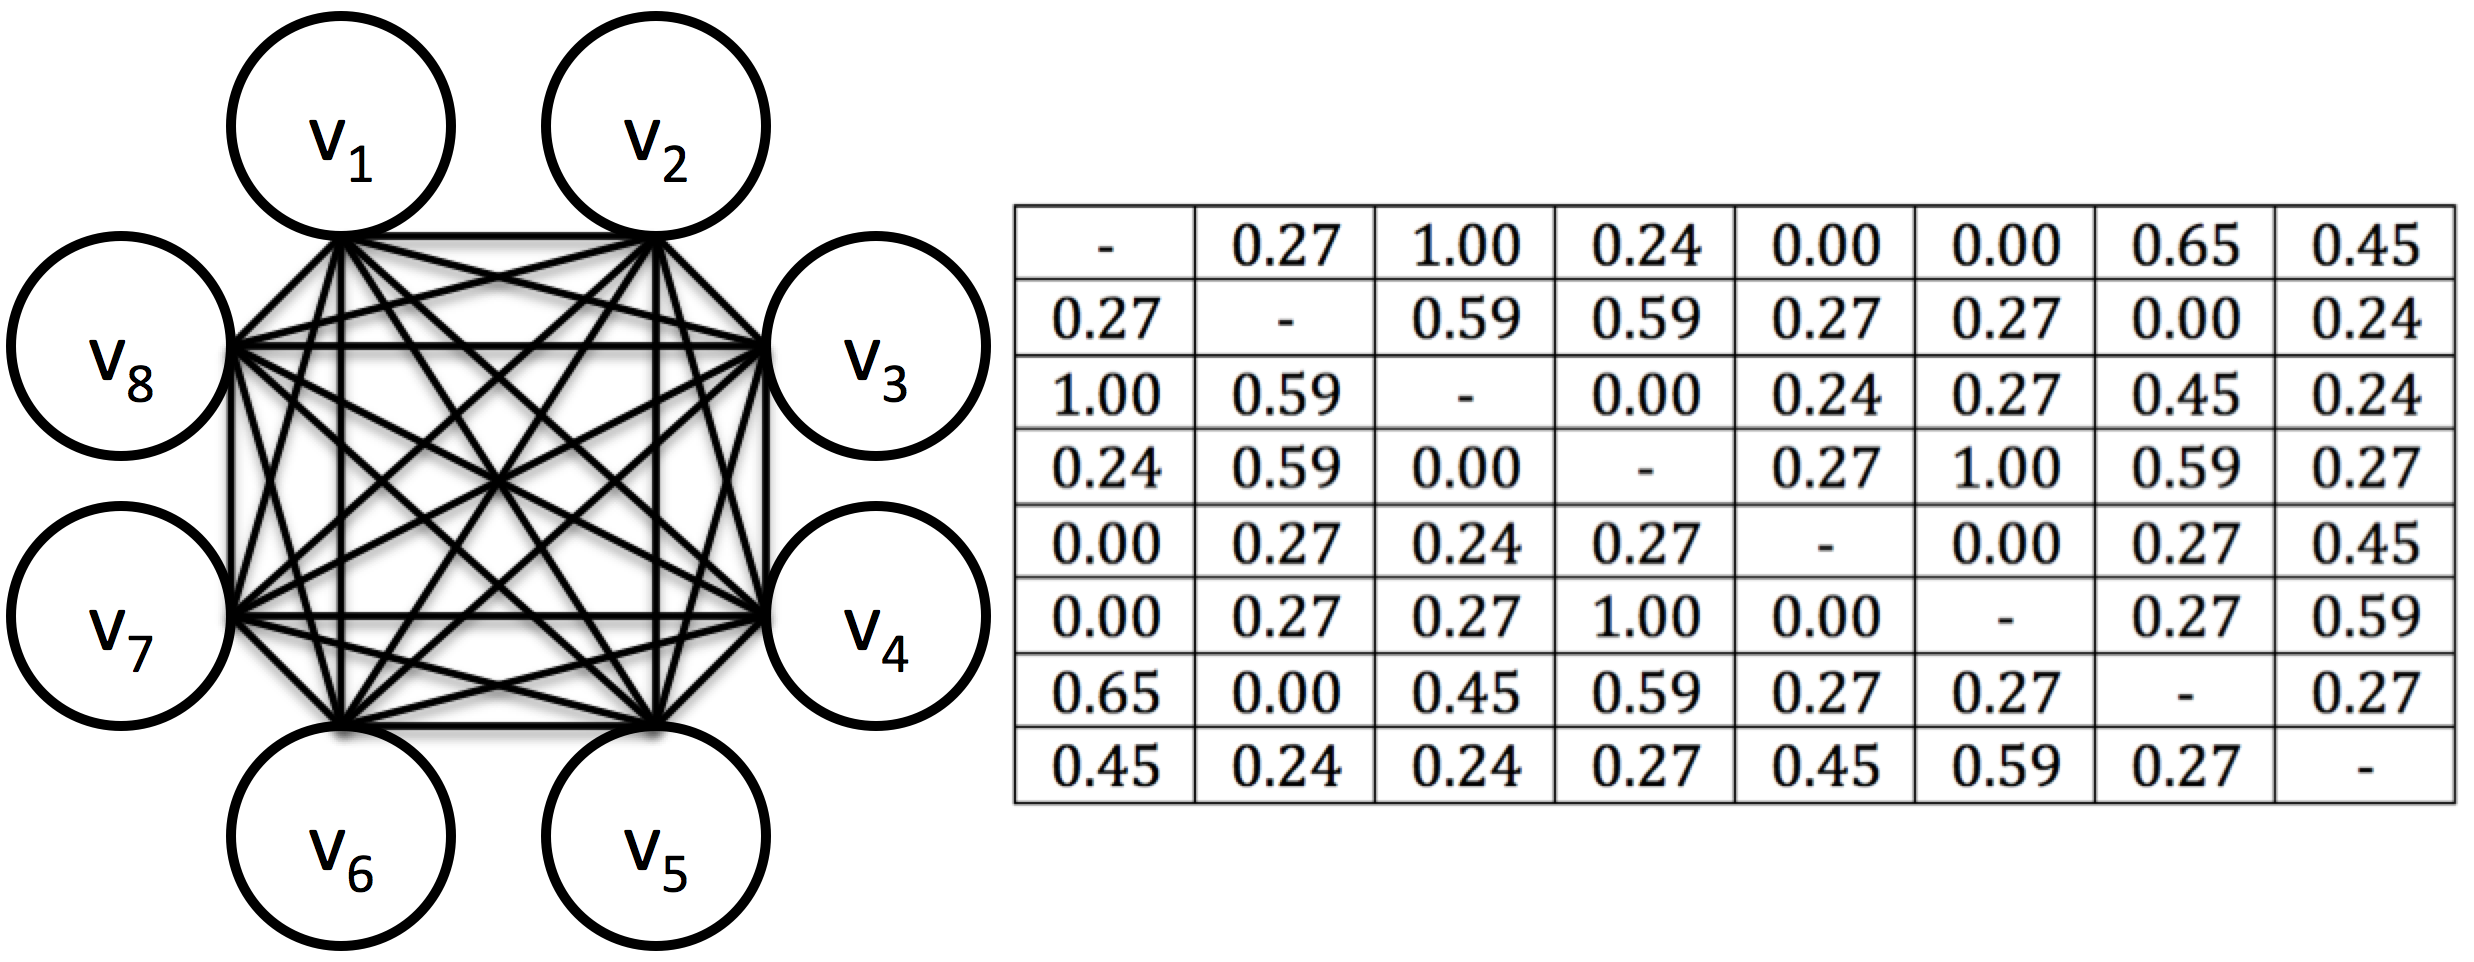 v1 v2
v8 v3
v7 v4
v6 v5
- 0.27 1.00 0.24 0.00 0.00 0.65 0.45
0.27 - 0.59 0.59 0.27 0.27 0.00 0.24
1.00 0.59 - 0.00 0.24 0.27 0.45 0.24
0.24 0.59 0.00 - 0.27 1.00 0.59 0.27
0.00 0.27 0.24 0.27 - 0.00 0.27 0.45
0.00 0.27 0.27 1.00 0.00 - 0.27 0.59
0.65 0.00 0.45 0.59 0.27 0.27 - 0.27
0.45 0.24 0.24 0.27 0.45 0.59 0.27 -